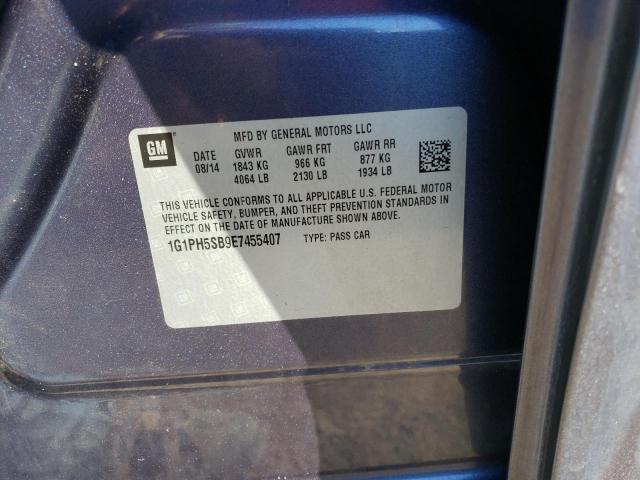 GM
MFD BY GENERAL MOTORS LLC
DATE GVWR GAWR FRT GAWR RR
08/14 1843 KG 966 KG 877 KG
4064 LB 2130 LB 1934 LB
THIS VEHICLE CONFORMS TO ALL APPLICABLE U.S. FEDERAL MOTOR
VEHICLE SAFETY, BUMPER, AND THEFT PREVENTION STANDARDS IN
EFFECT ON THE DATE OF MANUFACTURE SHOWN ABOVE.
1G1PH5SB9E7455407 TYPE: PASS CAR